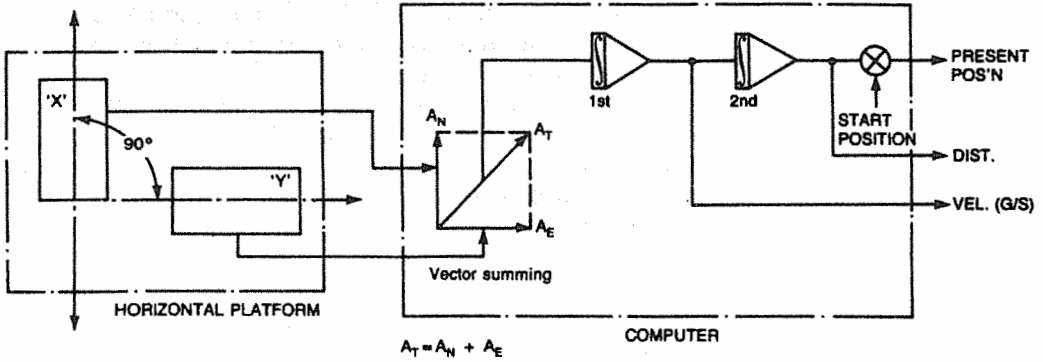 'X'
90°
'Y'
HORIZONTAL PLATFORM
A_N
A_T
A_E
Vector summing
A_T = A_N + A_E
1st
2nd
START
POSITION
PRESENT
POS'N
DIST.
VEL. (G/S)
COMPUTER